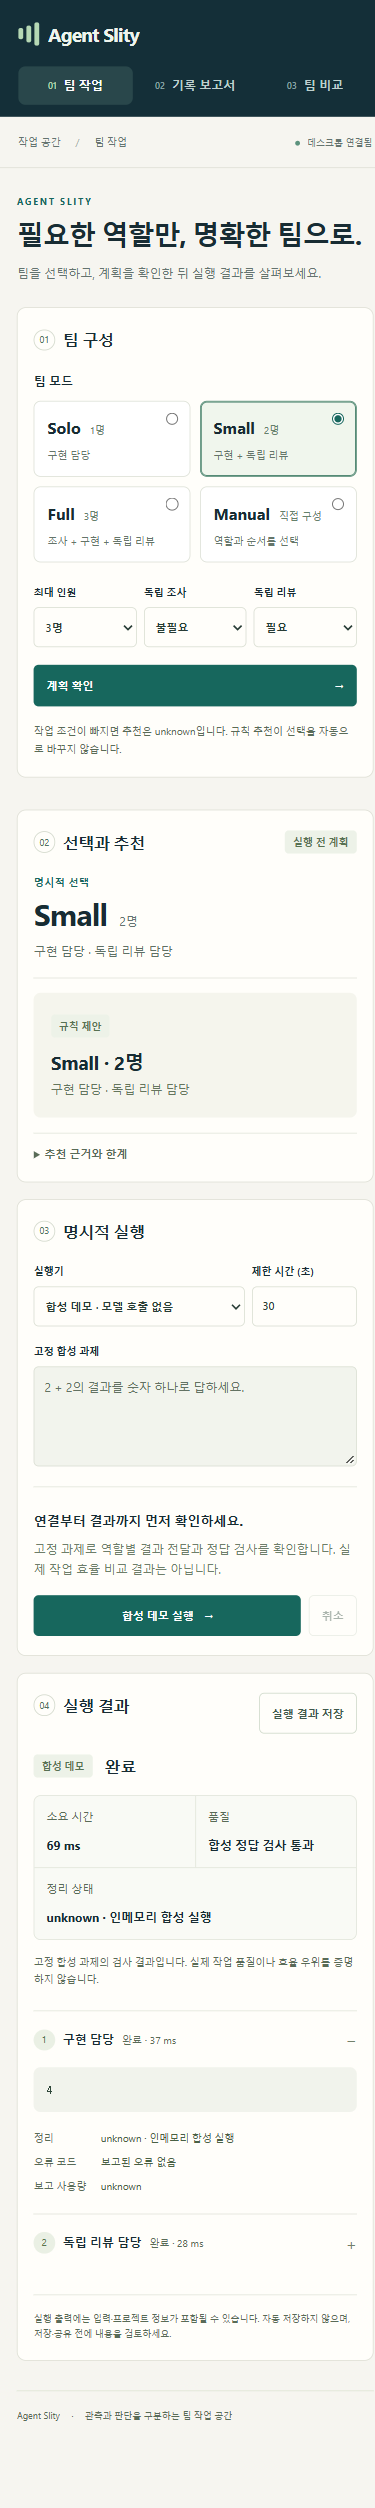 Agent Slity
01 팀 작업
02 기록 보고서
03 팀 비교
작업 공간 / 팀 작업
데스크톱 연결됨
AGENT SLITY
필요한 역할만, 명확한 팀으로.
팀을 선택하고, 계획을 확인한 뒤 실행 결과를 살펴보세요.
01 팀 구성
팀 모드
Solo 1명
구현 담당
Small 2명
구현 + 독립 리뷰
Full 3명
조사 + 구현 + 독립 리뷰
Manual 직접 구성
역할과 순서를 선택
최대 인원
독립 조사
독립 리뷰
3명
불필요
필요
계획 확인 →
작업 조건이 빠지면 추천은 unknown입니다. 규칙 추천이 선택을 자동으
로 바꾸지 않습니다.
02 선택과 추천
실행 전 계획
명시적 선택
Small 2명
구현 담당 · 독립 리뷰 담당
규칙 제안
Small · 2명
구현 담당 · 독립 리뷰 담당
▶ 추천 근거와 한계
03 명시적 실행
실행기
제한 시간 (초)
합성 데모 · 모델 호출 없음
30
고정 합성 과제
2 + 2의 결과를 숫자 하나로 답하세요.
연결부터 결과까지 먼저 확인하세요.
고정 과제로 역할별 결과 전달과 정답 검사를 확인합니다. 실
제 작업 효율 비교 결과는 아닙니다.
합성 데모 실행 →
취소
04 실행 결과
실행 결과 저장
합성 데모 완료
소요 시간
69 ms
품질
합성 정답 검사 통과
정리 상태
unknown · 인메모리 합성 실행
고정 합성 과제의 검사 결과입니다. 실제 작업 품질이나 효율 우위를 증명
하지 않습니다.
1 구현 담당 완료 · 37 ms −
4
정리 unknown · 인메모리 합성 실행
오류 코드 보고된 오류 없음
보고 사용량 unknown
2 독립 리뷰 담당 완료 · 28 ms +
실행 출력에는 입력·프로젝트 정보가 포함될 수 있습니다. 자동 저장하지 않으며,
저장·공유 전에 내용을 검토하세요.
Agent Slity · 관측과 판단을 구분하는 팀 작업 공간